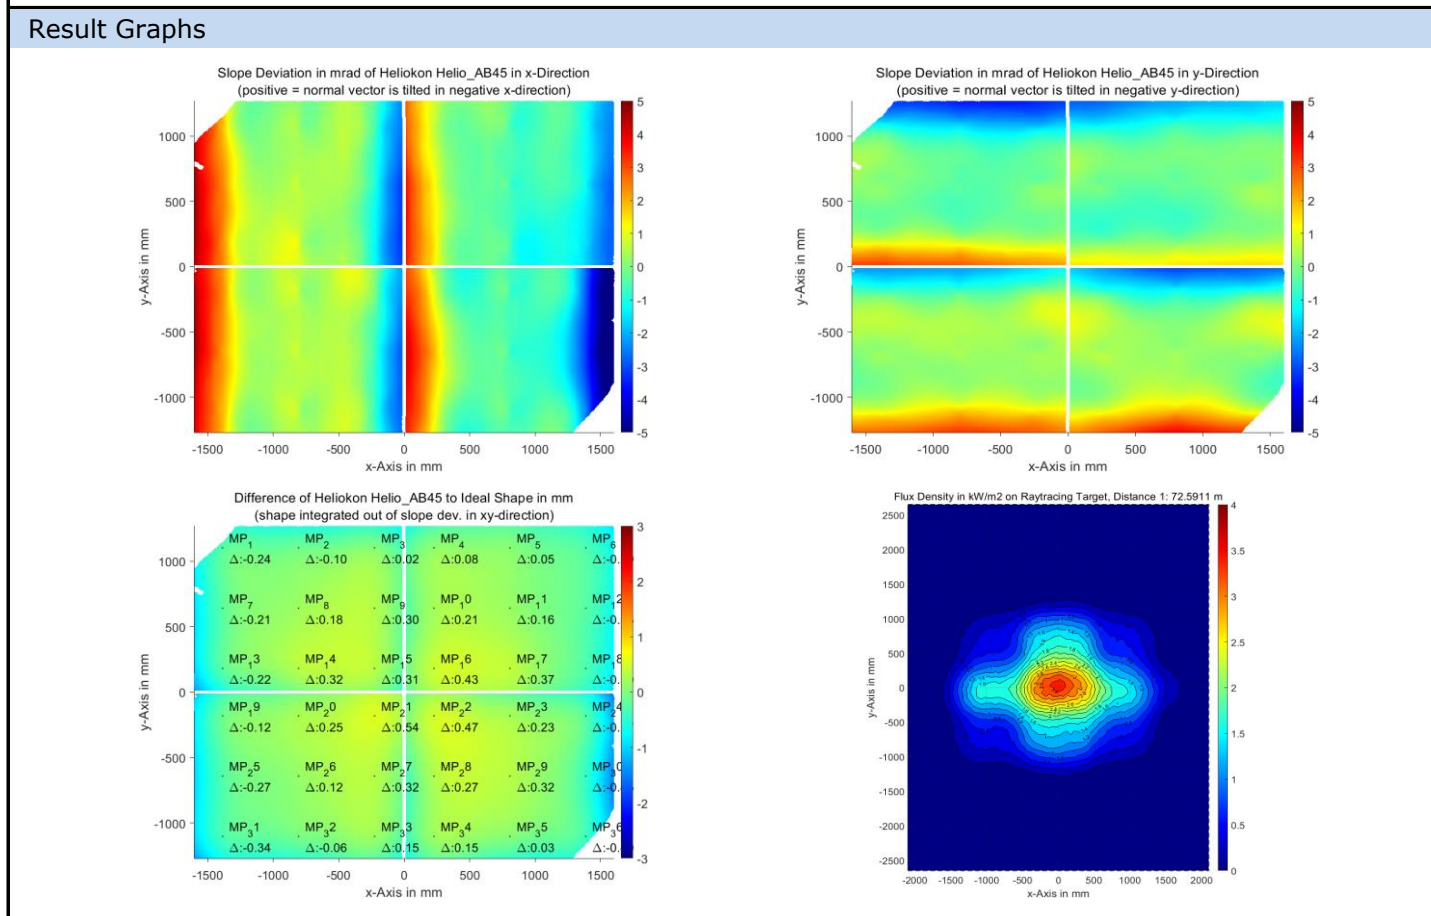 Result Graphs
Slope Deviation in mrad of Heliokon Helio_AB45 in x-Direction
(positive = normal vector is tilted in negative x-direction)
1000
500
0
-500
-1000
y-Axis in mm
-1500 -1000 -500 0 500 1000 1500
x-Axis in mm
5
4
3
2
1
0
-1
-2
-3
-4
-5
Slope Deviation in mrad of Heliokon Helio_AB45 in y-Direction
(positive = normal vector is tilted in negative y-direction)
1000
500
0
-500
-1000
y-Axis in mm
-1500 -1000 -500 0 500 1000 1500
x-Axis in mm
5
4
3
2
1
0
-1
-2
-3
-4
-5
Difference of Heliokon Helio_AB45 to Ideal Shape in mm
(shape integrated out of slope dev. in xy-direction)
1000
500
0
-500
-1000
y-Axis in mm
MP1 MP2 MP3 MP4 MP5 MP6
Δ:-0.24 Δ:-0.10 Δ:0.02 Δ:0.08 Δ:0.05 Δ:-0.
MP7 MP8 MP9 MP10 MP11 MP12
Δ:-0.21 Δ:0.18 Δ:0.30 Δ:0.21 Δ:0.16 Δ:-0.
MP13 MP14 MP15 MP16 MP17 MP18
Δ:-0.22 Δ:0.32 Δ:0.31 Δ:0.43 Δ:0.37 Δ:-0.
MP19 MP20 MP21 MP22 MP23 MP24
Δ:-0.12 Δ:0.25 Δ:0.54 Δ:0.47 Δ:0.23 Δ:-0.
MP25 MP26 MP27 MP28 MP29 MP30
Δ:-0.27 Δ:0.12 Δ:0.32 Δ:0.27 Δ:0.32 Δ:-0.
MP31 MP32 MP33 MP34 MP35 MP36
Δ:-0.34 Δ:-0.06 Δ:0.15 Δ:0.15 Δ:0.03 Δ:-0.
-1500 -1000 -500 0 500 1000 1500
x-Axis in mm
3
2
1
0
-1
-2
-3
Flux Density in kW/m2 on Raytracing Target, Distance 1: 72.5911 m
2500
2000
1500
1000
500
0
-500
-1000
-1500
-2000
-2500
y-Axis in mm
-2000 -1500 -1000 -500 0 500 1000 1500 2000
x-Axis in mm
4
3.5
3
2.5
2
1.5
1
0.5
0